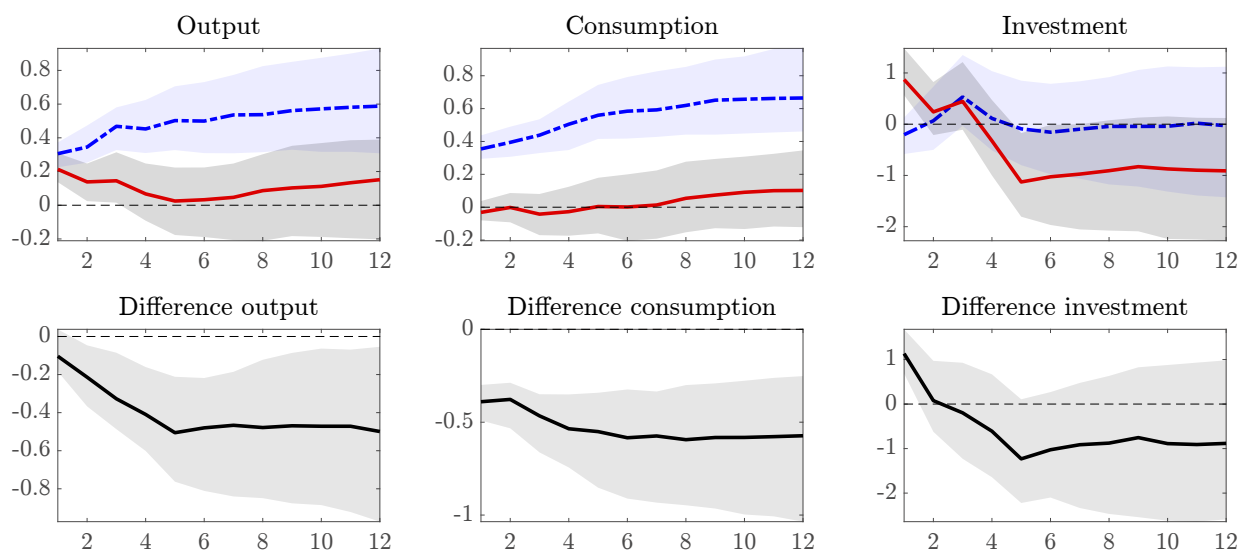 Output
0.8
0.6
0.4
0.2
0
-0.2
2 4 6 8 10 12
Consumption
0.8
0.6
0.4
0.2
0
-0.2
2 4 6 8 10 12
Investment
1
0
-1
-2
2 4 6 8 10 12
Difference output
0
-0.2
-0.4
-0.6
-0.8
2 4 6 8 10 12
Difference consumption
0
-0.5
-1
2 4 6 8 10 12
Difference investment
1
0
-1
-2
2 4 6 8 10 12